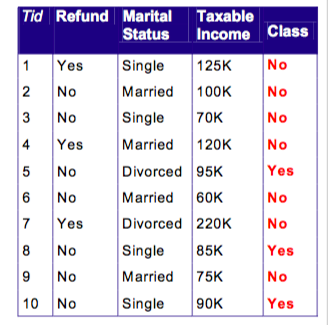 Tid Refund Marital Status Taxable Income Class
1 Yes Single 125K No
2 No Married 100K No
3 No Single 70K No
4 Yes Married 120K No
5 No Divorced 95K Yes
6 No Married 60K No
7 Yes Divorced 220K No
8 No Single 85K Yes
9 No Married 75K No
10 No Single 90K Yes